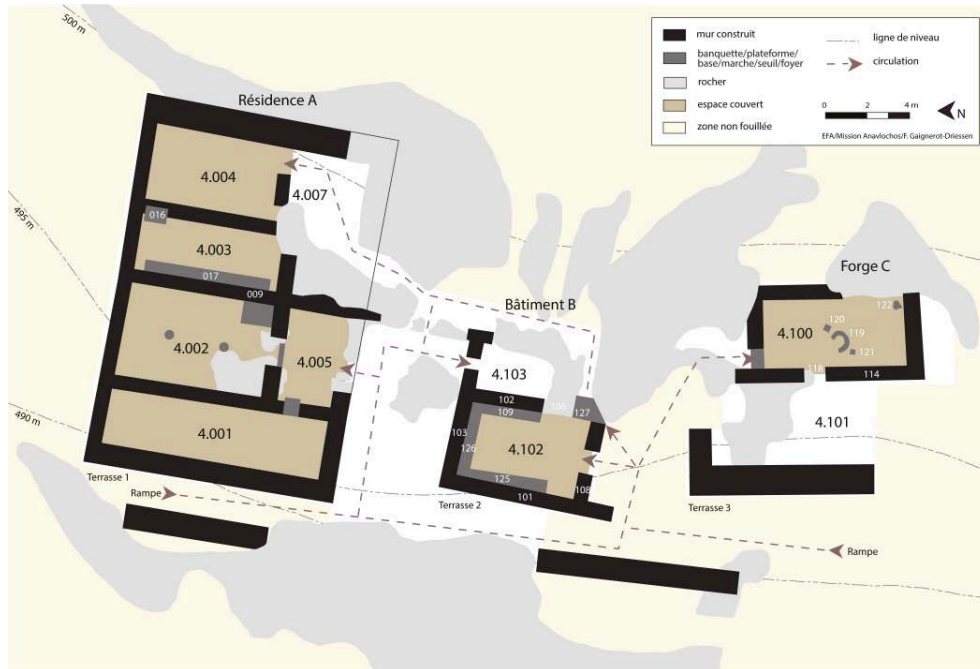 500 m
495 m
490 m
Résidence A
4.004
4.007
016
4.003
017
009
4.002
4.005
4.001
Terrasse 1
Rampe
Bâtiment B
4.103
102
109
106
127
103
126
4.102
125
101
108
Terrasse 2
Forge C
122
120
119
4.100
121
118
114
4.101
Terrasse 3
Rampe
mur construit
banquette/plateforme/
base/marche/seuil/foyer
rocher
espace couvert
zone non fouillée
ligne de niveau
circulation
0 2 4 m
N
EFA/Mission Anavlochos/F. Gaignerot-Driessen